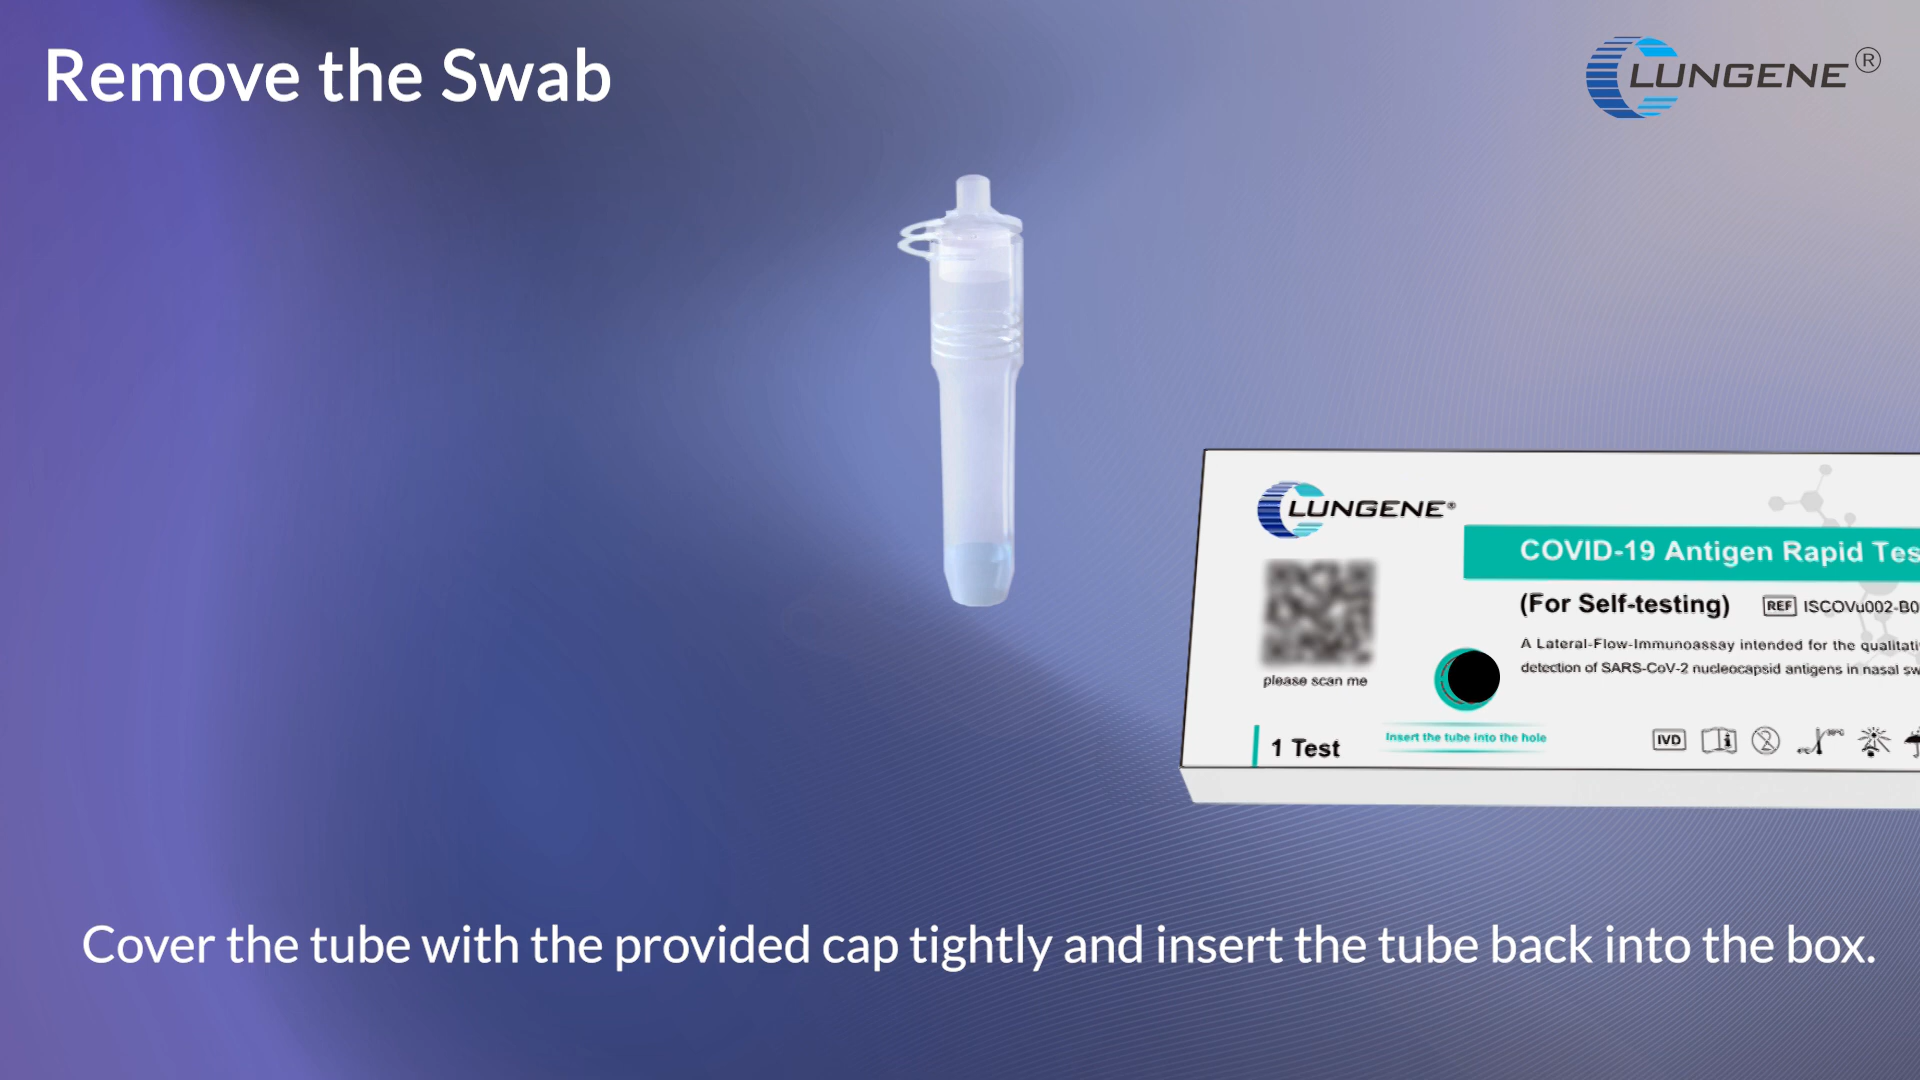 Remove the Swab
LUNGENE®
LUNGENE®
COVID-19 Antigen Rapid Tes
(For Self-testing)
REF ISCOVu002-B0
A Lateral-Flow-Immunoassay intended for the qualitati
detection of SARS-CoV-2 nucleocapsid antigens in nasal sw
please scan me
1 Test
Insert the tube into the hole
IVD
Cover the tube with the provided cap tightly and insert the tube back into the box.